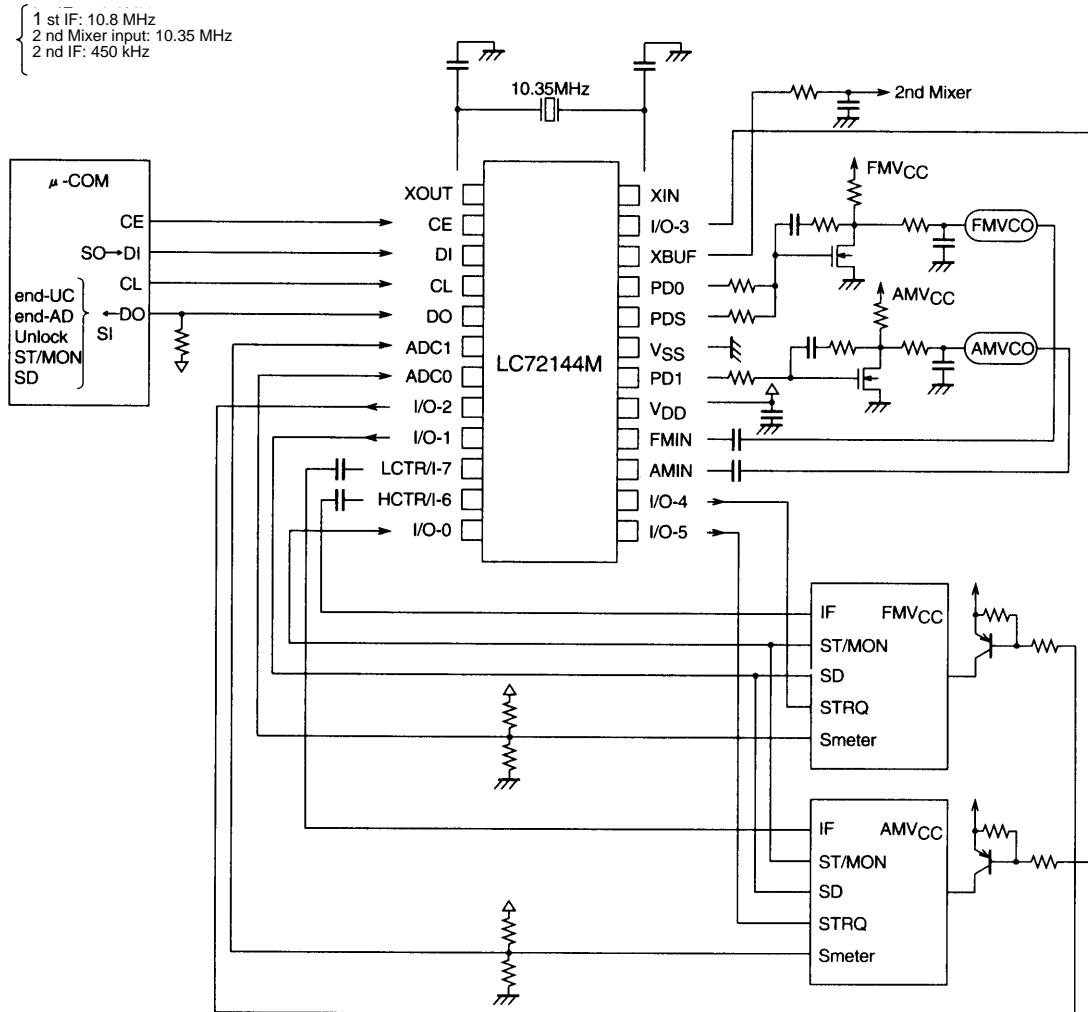 1 st IF: 10.8 MHz
2 nd Mixer input: 10.35 MHz
2 nd IF: 450 kHz
10.35MHz
2nd Mixer
μ-COM
CE
SO DI
CL
DO
SI
end-UC
end-AD
Unlock
ST/MON
SD
XOUT
CE
DI
CL
DO
ADC1
ADC0
I/O-2
I/O-1
LCTR/I-7
HCTR/I-6
I/O-0
LC72144M
XIN
I/O-3
XBUF
PD0
PDS
VSS
PD1
VDD
FMIN
AMIN
I/O-4
I/O-5
FMVCC
FMVCO
AMVCC
AMVCO
IF FMVCC
ST/MON
SD
STRQ
Smeter
IF AMVCC
ST/MON
SD
STRQ
Smeter